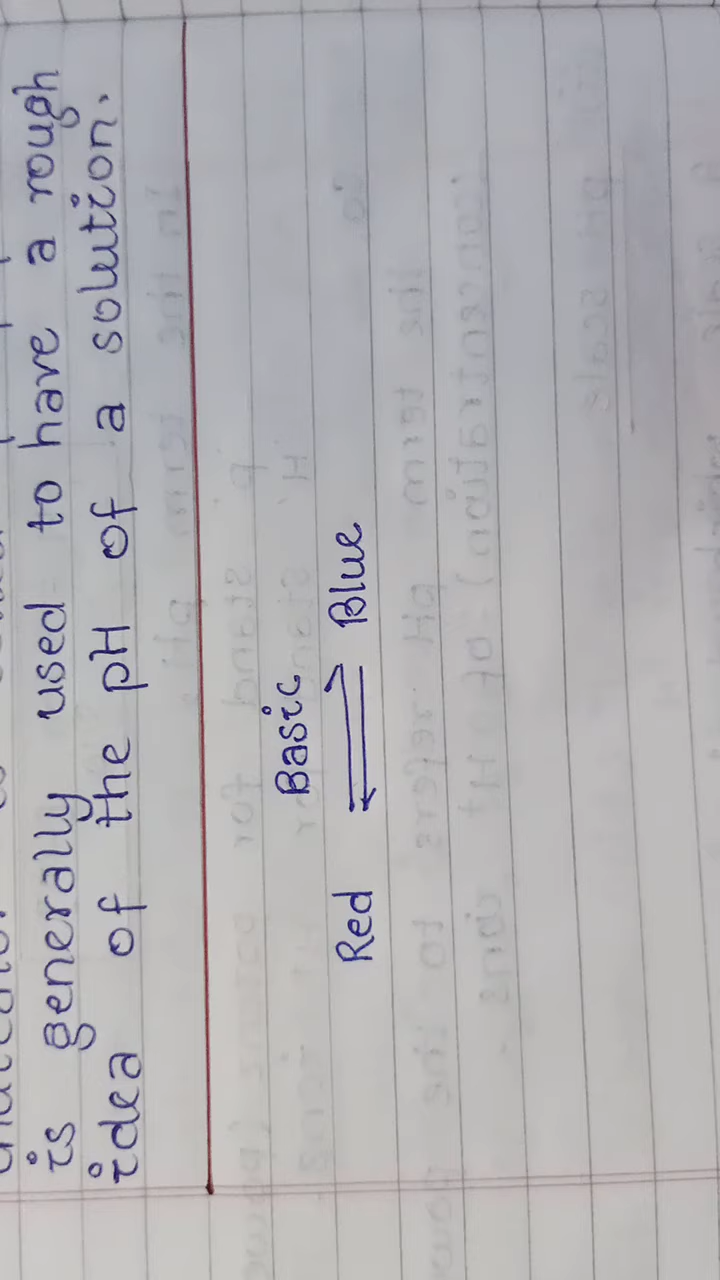 is generally used to have a rough
idea of the pH of a solution.
Basic
Red ⇌ Blue